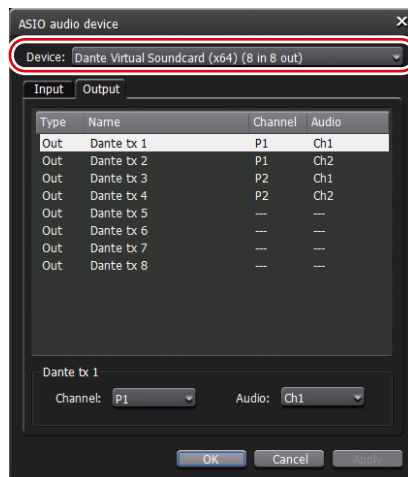 ASIO audio device
Device: Dante Virtual Soundcard (x64) (8 in 8 out)
Input Output
Type Name Channel Audio
Out Dante tx 1 P1 Ch1
Out Dante tx 2 P1 Ch2
Out Dante tx 3 P2 Ch1
Out Dante tx 4 P2 Ch2
Out Dante tx 5 ---
 ---
Out Dante tx 6 --- ---
Out Dante tx 7 --- ---
Out Dante tx 8 --- ---
Dante tx 1
Channel: P1 Audio: Ch1
OK Cancel Apply